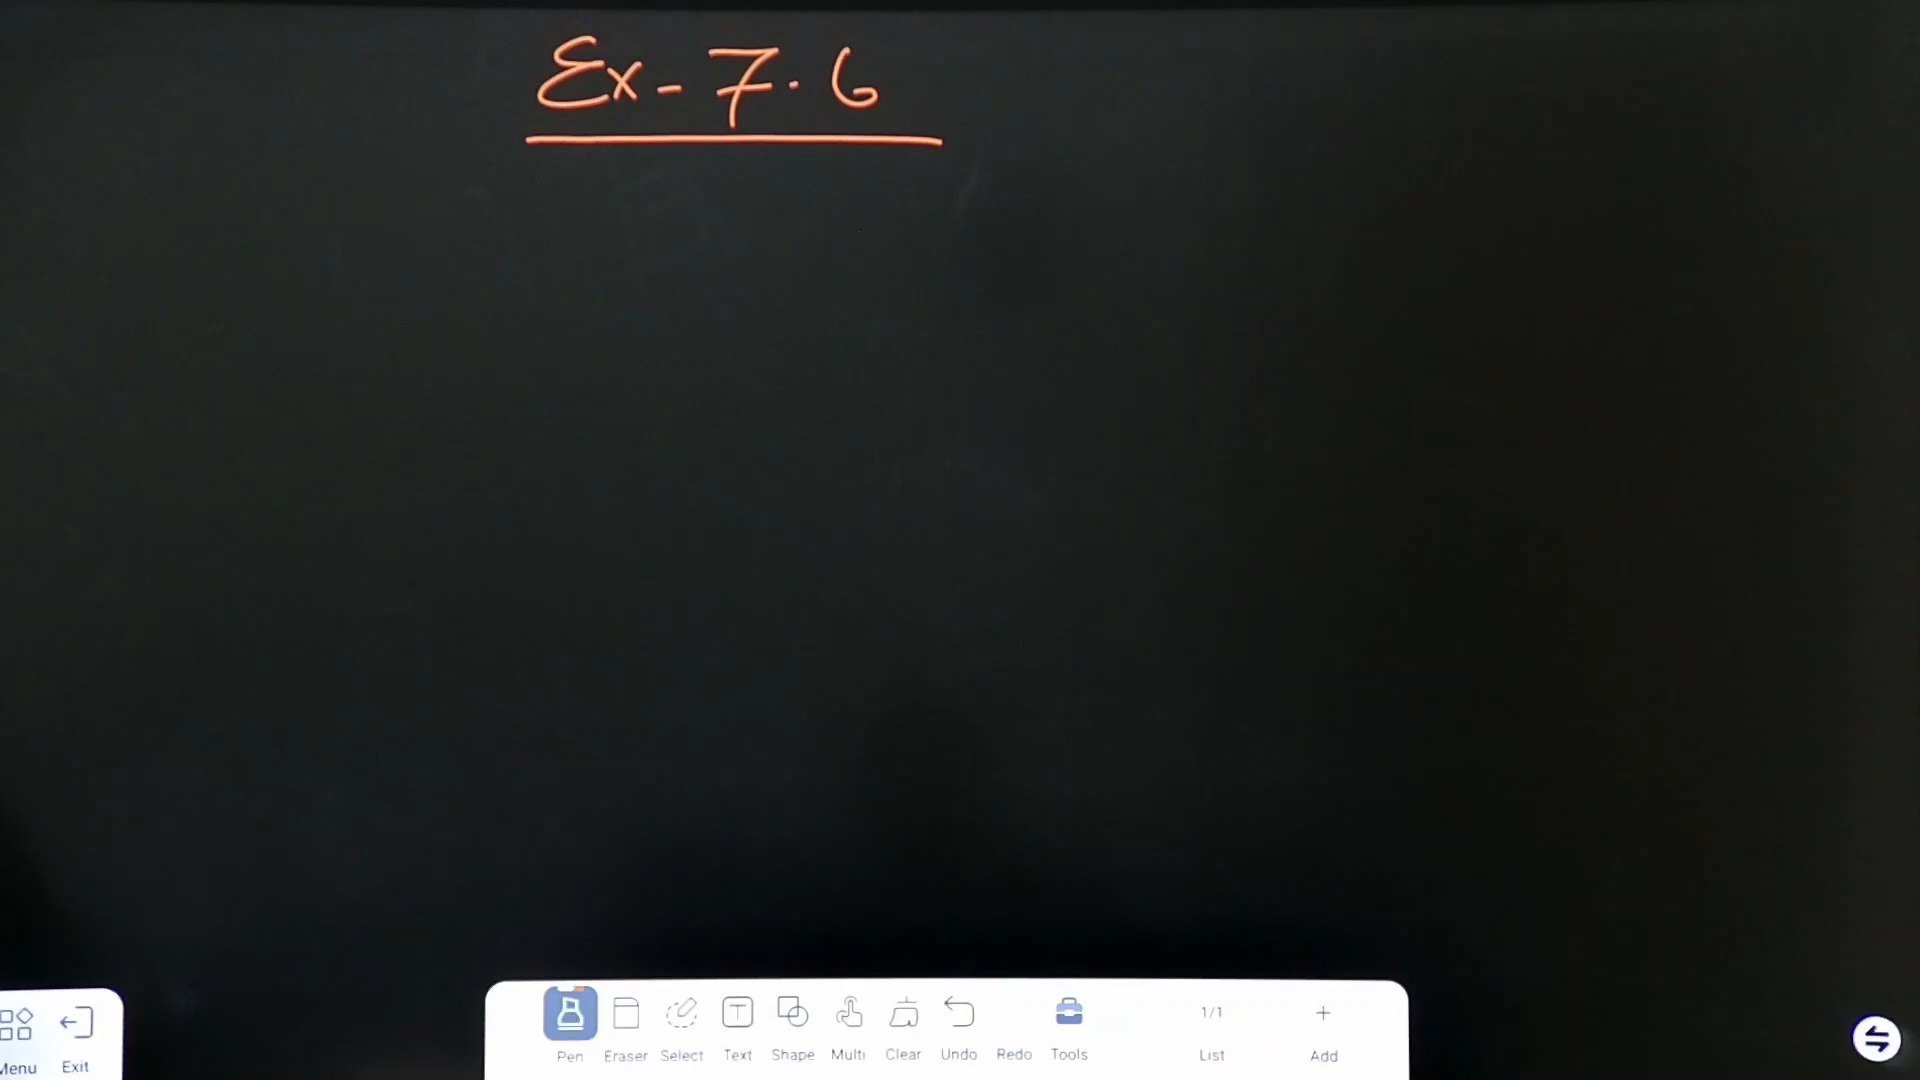 Ex - 7.6
Pen Eraser Select Text Shape Multi Clear Undo Redo Tools
1/1
List
+
Add
Menu Exit